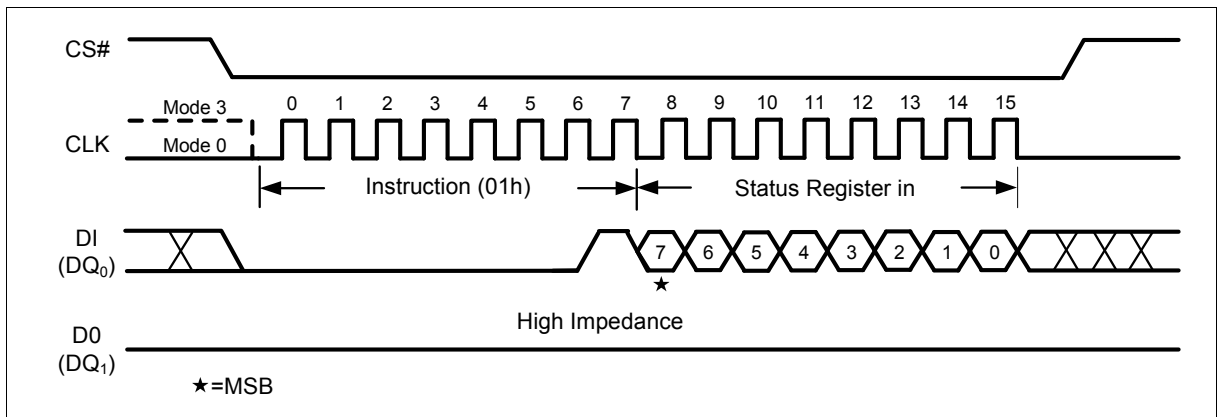 CS#
Mode 3
0 1 2 3 4 5 6 7 8 9 10 11 12 13 14 15
CLK
Mode 0
Instruction (01h)
Status Register in
DI
(DQ0)
7 6 5 4 3 2 1 0
★
High Impedance
D0
(DQ1)
★=MSB